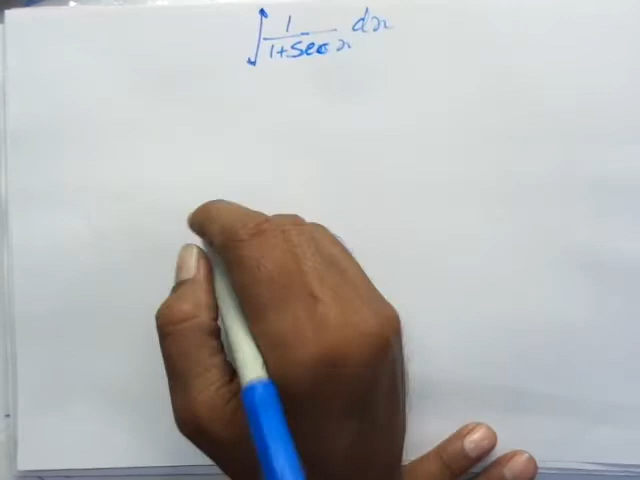 ∫ 1/(1+sec x) dx